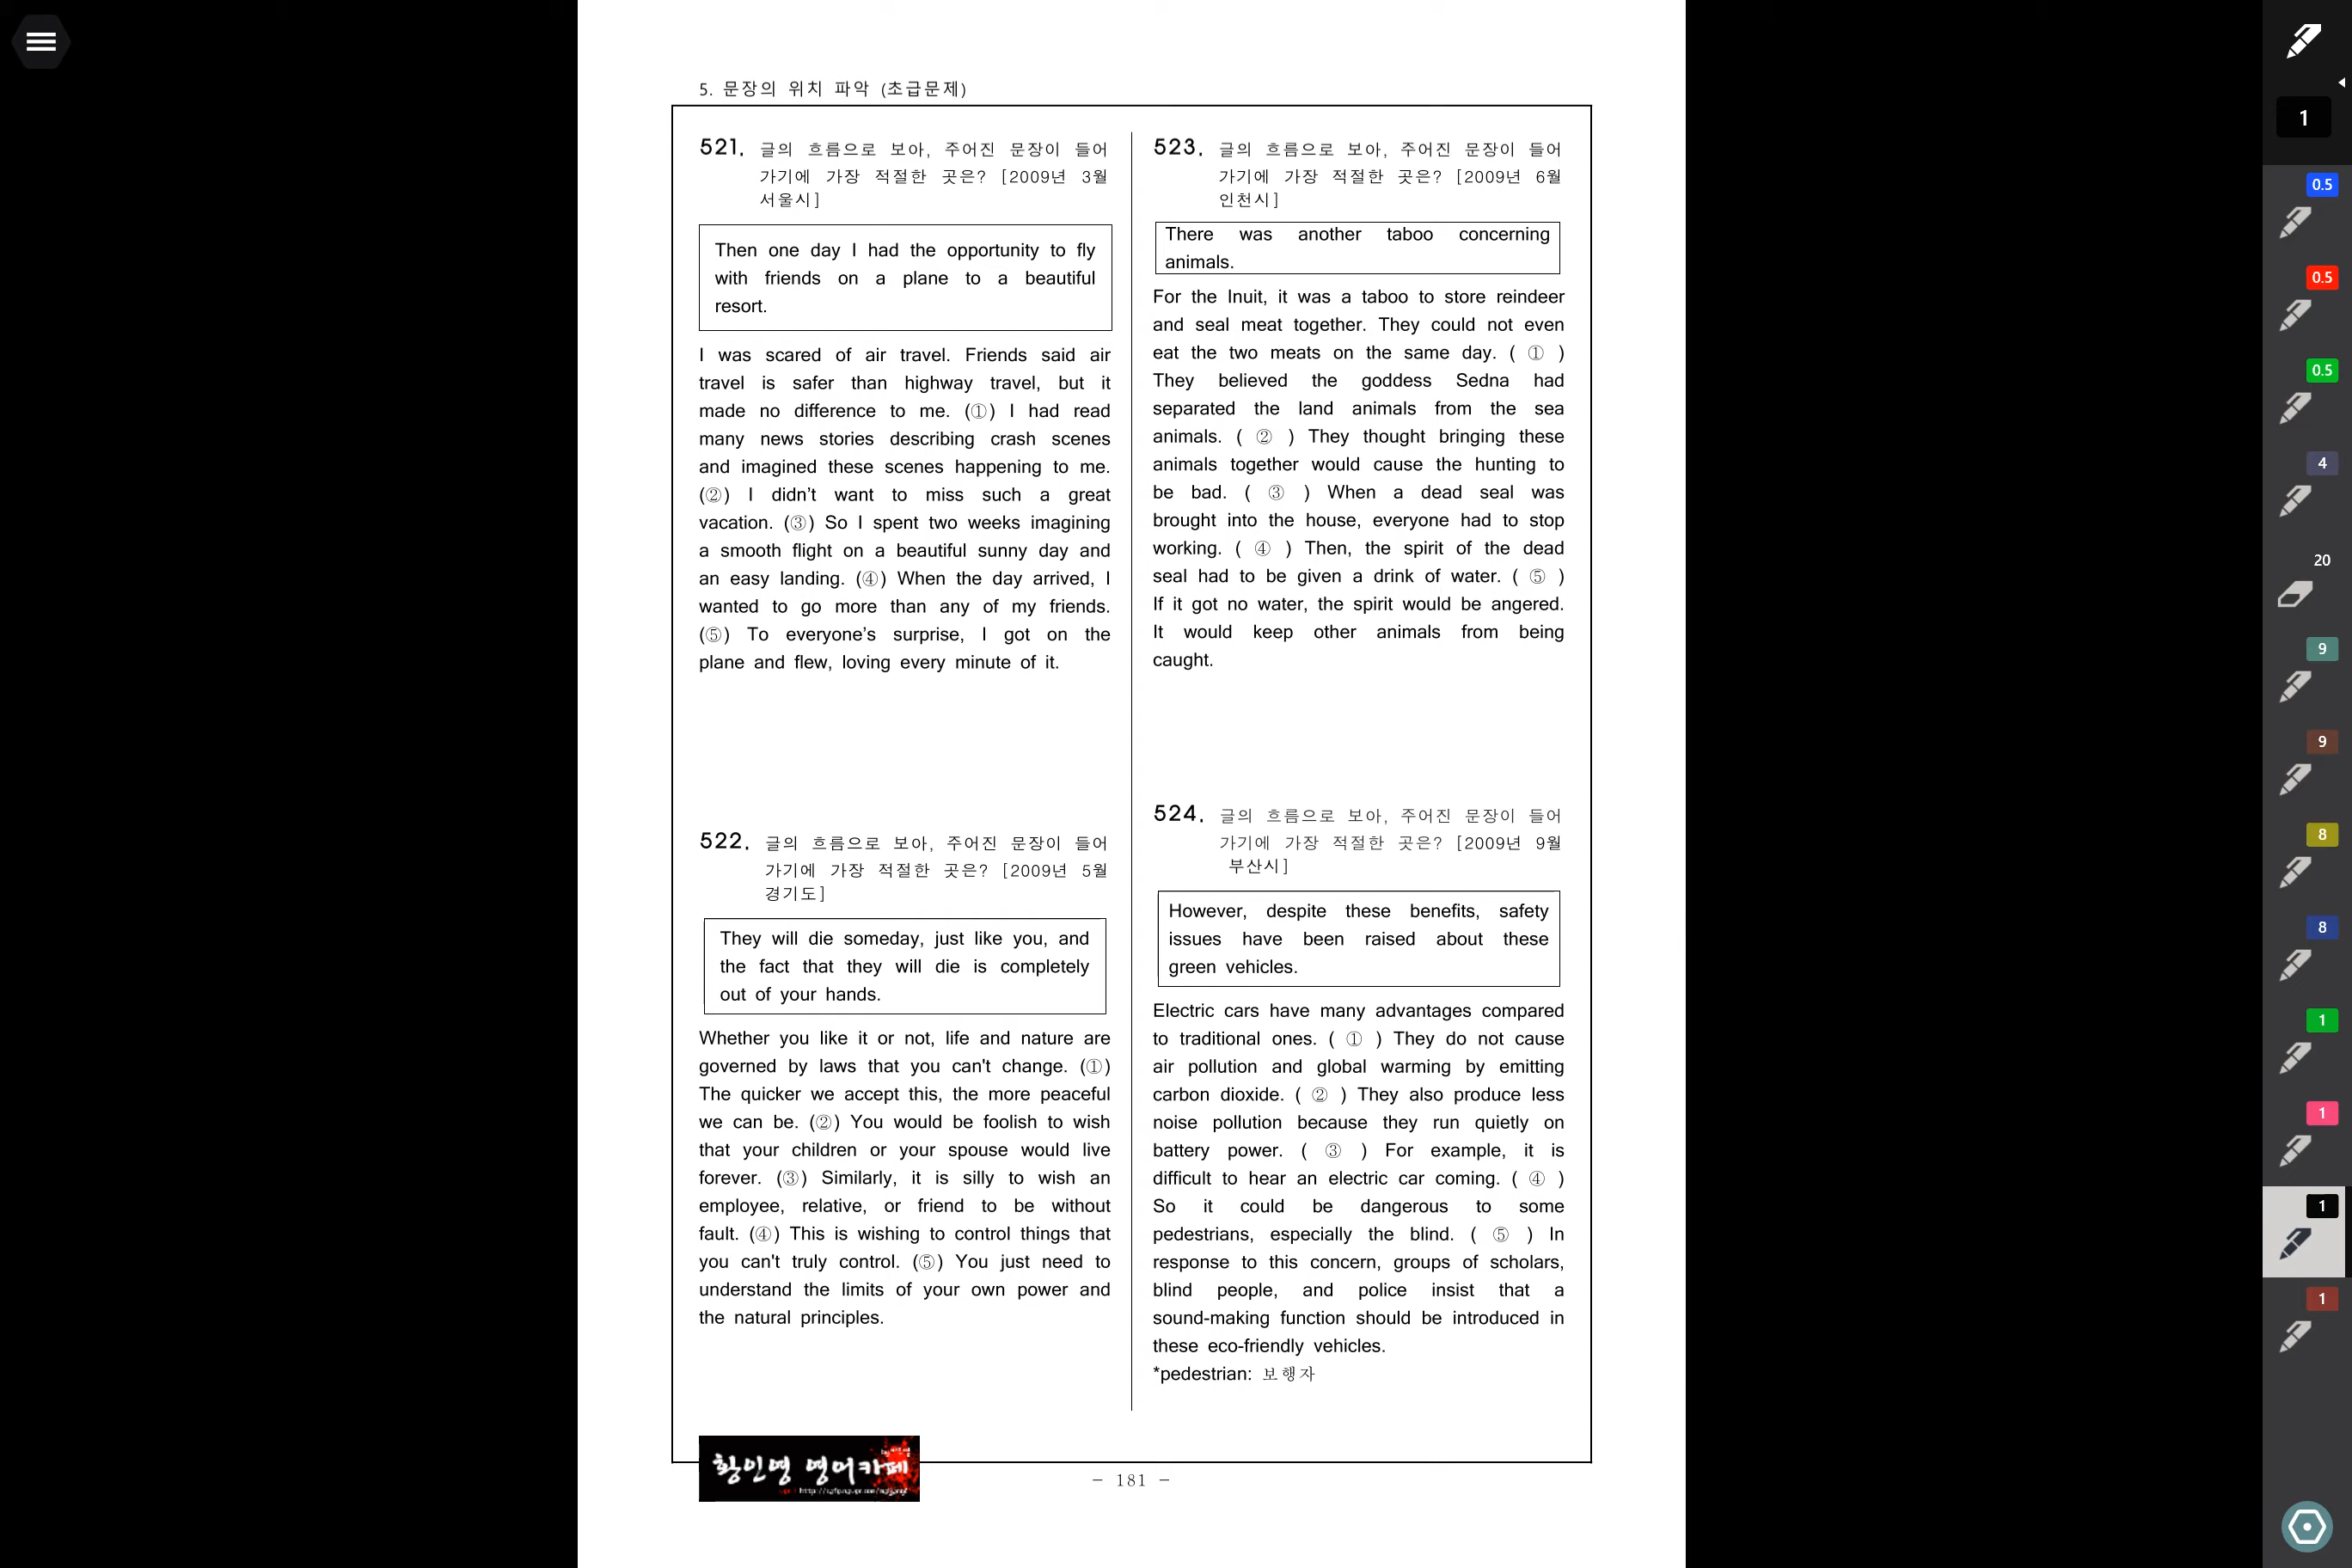 5. 문장의 위치 파악 (초급문제)
521. 글의 흐름으로 보아, 주어진 문장이 들어
가기에 가장 적절한 곳은? [2009년 3월
서울시]
Then one day I had the opportunity to fly
with friends on a plane to a beautiful
resort.
I was scared of air travel. Friends said air
travel is safer than highway travel, but it
made no difference to me. (①) I had read
many news stories describing crash scenes
and imagined these scenes happening to me.
(②) I didn’t want to miss such a great
vacation. (③) So I spent two weeks imagining
a smooth flight on a beautiful sunny day and
an easy landing. (④) When the day arrived, I
wanted to go more than any of my friends.
(⑤) To everyone’s surprise, I got on the
plane and flew, loving every minute of it.
522. 글의 흐름으로 보아, 주어진 문장이 들어
가기에 가장 적절한 곳은? [2009년 5월
경기도]
They will die someday, just like you, and
the fact that they will die is completely
out of your hands.
Whether you like it or not, life and nature are
governed by laws that you can't change. (①)
The quicker we accept this, the more peaceful
we can be. (②) You would be foolish to wish
that your children or your spouse would live
forever. (③) Similarly, it is silly to wish an
employee, relative, or friend to be without
fault. (④) This is wishing to control things that
you can't truly control. (⑤) You just need to
understand the limits of your own power and
the natural principles.
523. 글의 흐름으로 보아, 주어진 문장이 들어
가기에 가장 적절한 곳은? [2009년 6월
인천시]
There was another taboo concerning
animals.
For the Inuit, it was a taboo to store reindeer
and seal meat together. They could not even
eat the two meats on the same day. ( ① )
They believed the goddess Sedna had
separated the land animals from the sea
animals. ( ② ) They thought bringing these
animals together would cause the hunting to
be bad. ( ③ ) When a dead seal was
brought into the house, everyone had to stop
working. ( ④ ) Then, the spirit of the dead
seal had to be given a drink of water. ( ⑤ )
If it got no water, the spirit would be angered.
It would keep other animals from being
caught.
524. 글의 흐름으로 보아, 주어진 문장이 들어
가기에 가장 적절한 곳은? [2009년 9월
부산시]
However, despite these benefits, safety
issues have been raised about these
green vehicles.
Electric cars have many advantages compared
to traditional ones. ( ① ) They do not cause
air pollution and global warming by emitting
carbon dioxide. ( ② ) They also produce less
noise pollution because they run quietly on
battery power. ( ③ ) For example, it is
difficult to hear an electric car coming. ( ④ )
So it could be dangerous to some
pedestrians, especially the blind. ( ⑤ ) In
response to this concern, groups of scholars,
blind people, and police insist that a
sound-making function should be introduced in
these eco-friendly vehicles.
*pedestrian: 보행자
황인영 영어카페
- 181 -
1
0.5
0.5
0.5
4
20
9
9
8
8
1
1
1
1